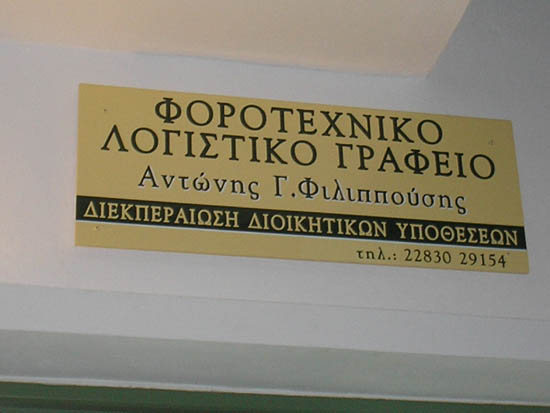 ΦΟΡΟΤΕΧΝΙΚΟ
ΛΟΓΙΣΤΙΚΟ ΓΡΑΦΕΙΟ
Αντώνης Γ. Φιλιππούσης
ΔΙΕΚΠΕΡΑΙΩΣΗ ΔΙΟΙΚΗΤΙΚΩΝ ΥΠΟΘΕΣΕΩΝ
τηλ.: 22830 29154